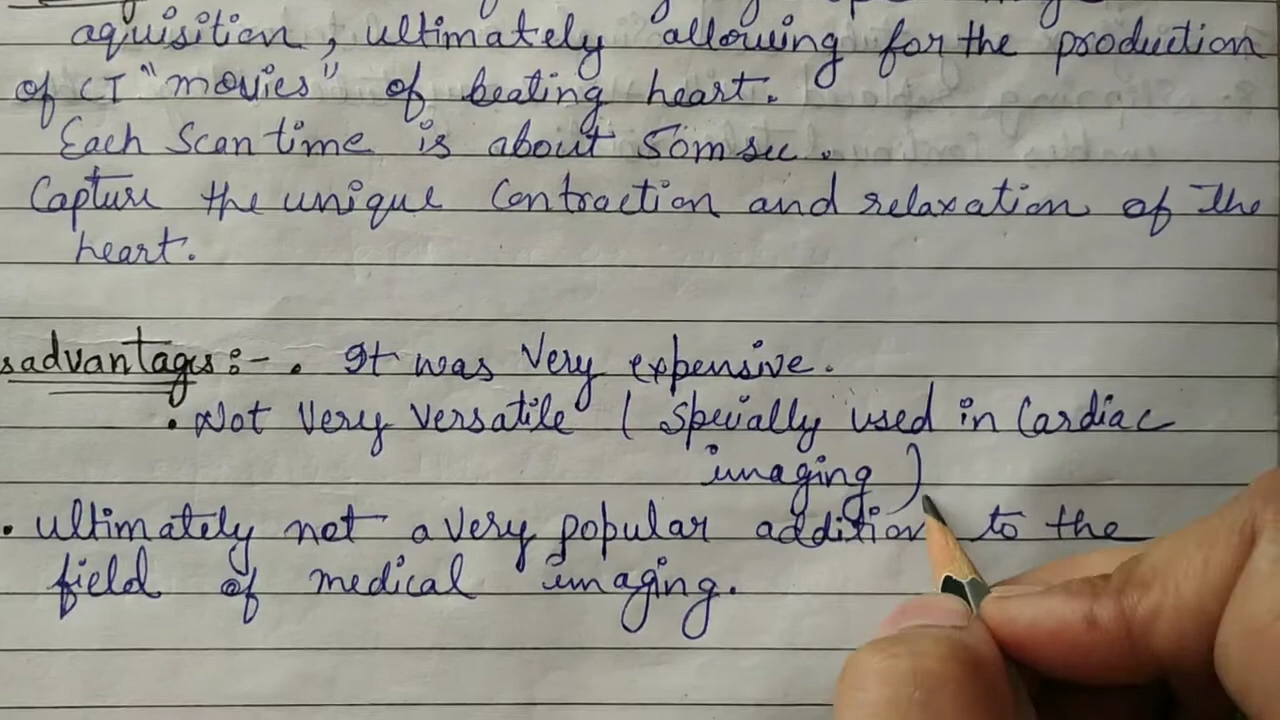 aquisition, ultimately allowing for the production
of CT "movies" of beating heart.
Each Scan time is about 50msec.
Capture the unique Contraction and relaxation of The
heart.
sadvantages:- . It was Very expensive.
. Not Very Versatile ( Specially used in Cardiac
imaging )
. ultimately not a very popular addition to the
field of medical imaging.